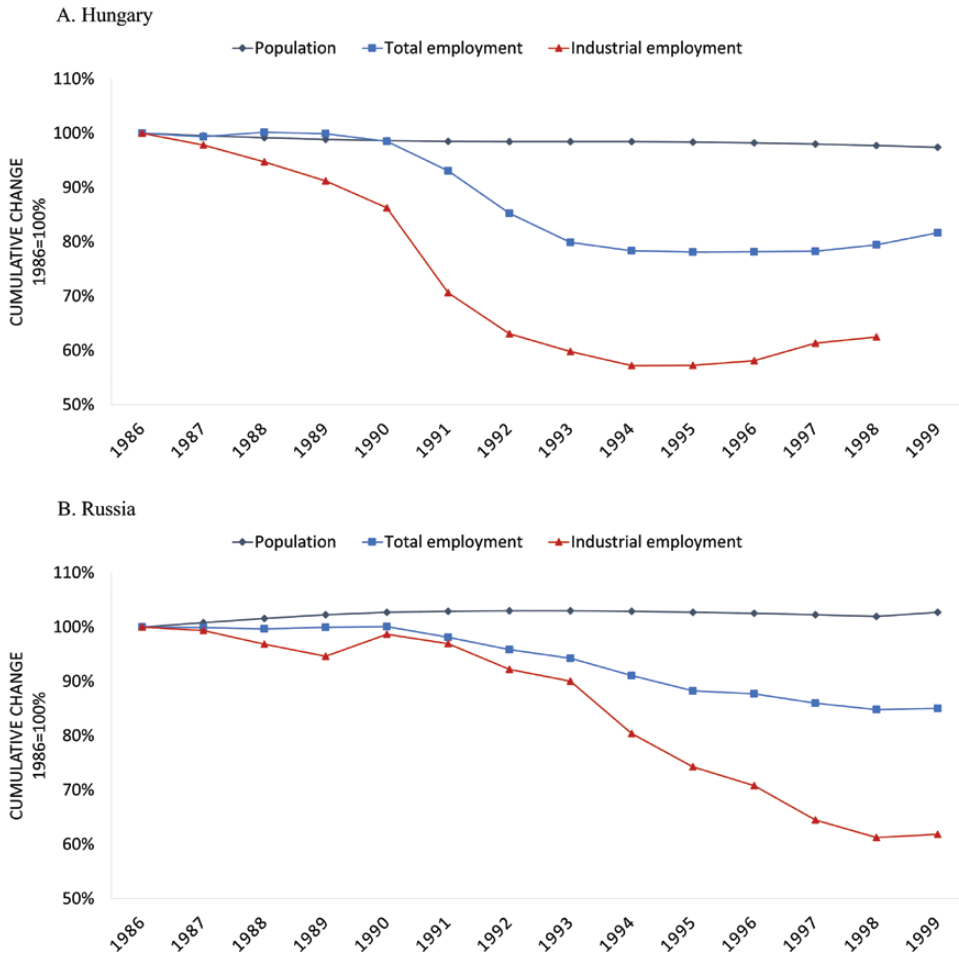 A. Hungary
Population Total employment Industrial employment
110%
100%
90%
80%
70%
60%
50%
CUMULATIVE CHANGE
1986=100%
1986 1987 1988 1989 1990 1991 1992 1993 1994 1995 1996 1997 1998 1999
B. Russia
Population Total employment Industrial employment
110%
100%
90%
80%
70%
60%
50%
CUMULATIVE CHANGE
1986=100%
1986 1987 1988 1989 1990 1991 1992 1993 1994 1995 1996 1997 1998 1999